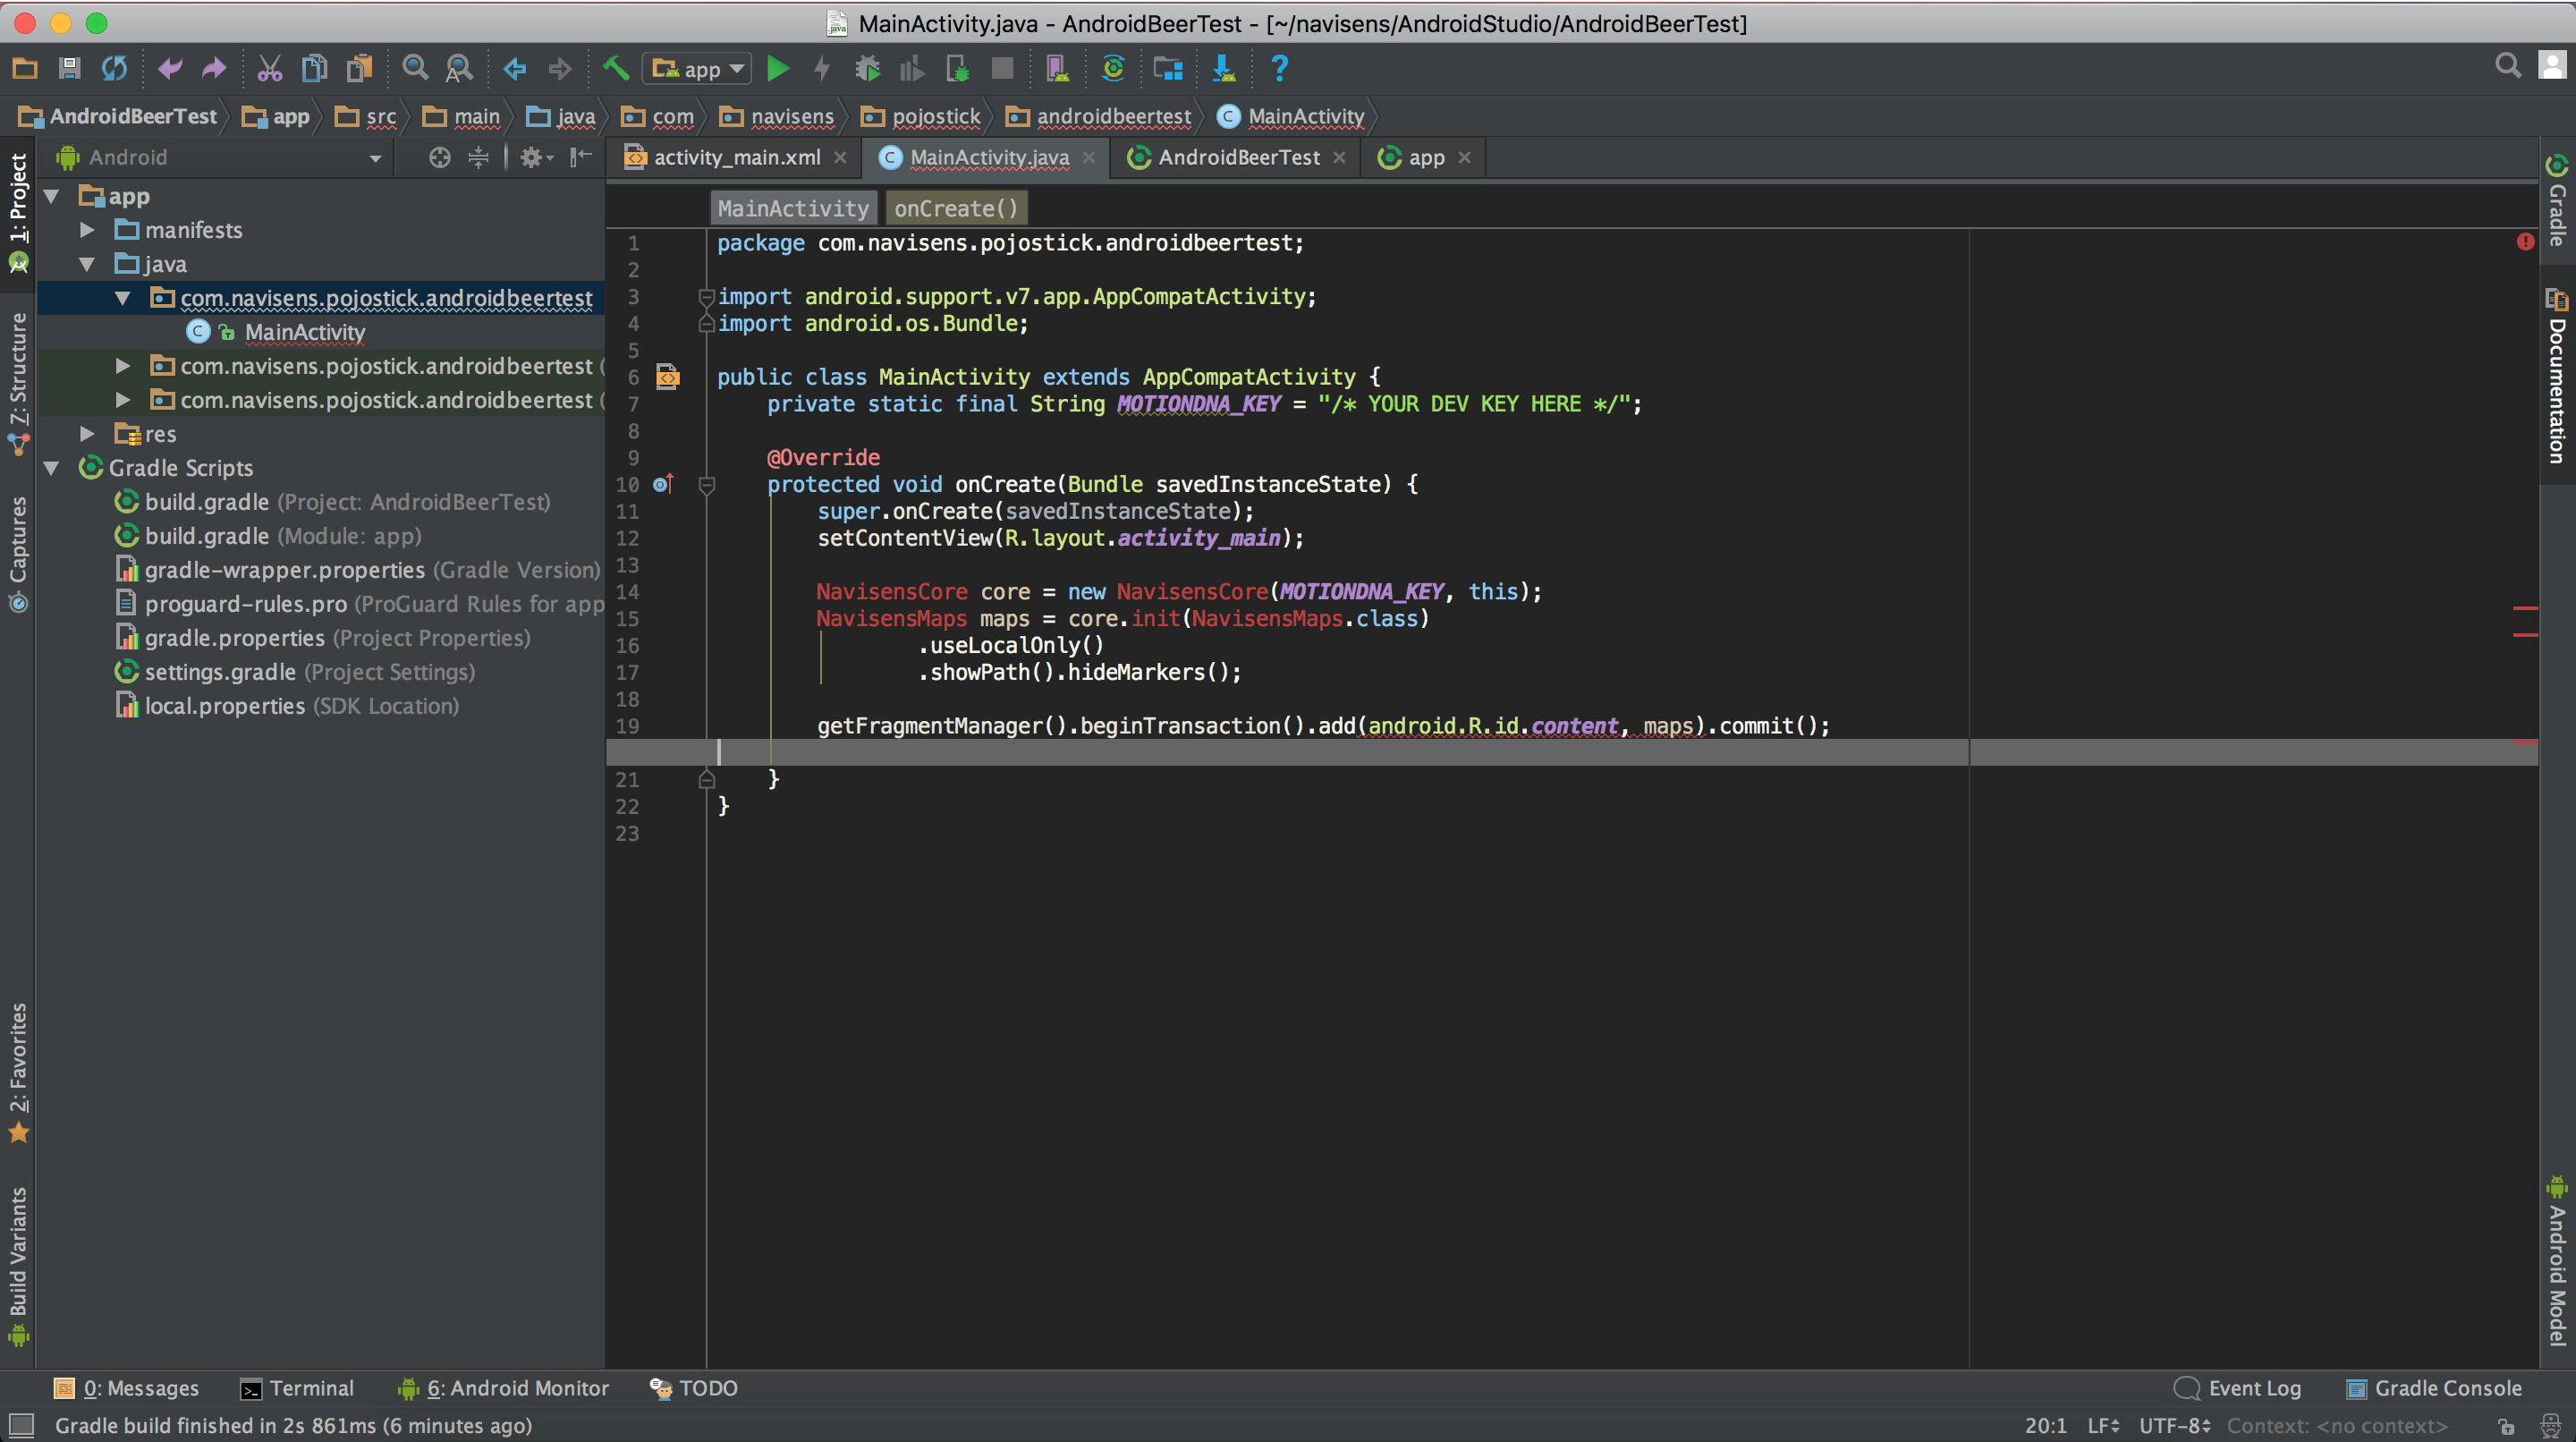 MainActivity.java - AndroidBeerTest - [~/navisens/AndroidStudio/AndroidBeerTest]
app
AndroidBeerTest app src main java com navisens pojostick androidbeertest MainActivity
Android
activity_main.xml MainActivity.java AndroidBeerTest app
1: Project
Z: Structure
Captures
2: Favorites
Build Variants
app
manifests
java
com.navisens.pojostick.androidbeertest
MainActivity
com.navisens.pojostick.androidbeertest (
com.navisens.pojostick.androidbeertest (
res
Gradle Scripts
build.gradle (Project: AndroidBeerTest)
build.gradle (Module: app)
gradle-wrapper.properties (Gradle Version)
proguard-rules.pro (ProGuard Rules for app
gradle.properties (Project Properties)
settings.gradle (Project Settings)
local.properties (SDK Location)
MainActivity onCreate()
1 package com.navisens.pojostick.androidbeertest;
2
3 import android.support.v7.app.AppCompatActivity;
4 import android.os.Bundle;
5
6 public class MainActivity extends AppCompatActivity {
7 private static final String MOTIONDNA_KEY = "/* YOUR DEV KEY HERE */";
8
9 @Override
10 protected void onCreate(Bundle savedInstanceState) {
11 super.onCreate(savedInstanceState);
12 setContentView(R.layout.activity_main);
13
14 NavisensCore core = new NavisensCore(MOTIONDNA_KEY, this);
15 NavisensMaps maps = core.init(NavisensMaps.class)
16 .useLocalOnly()
17 .showPath().hideMarkers();
18
19 getFragmentManager().beginTransaction().add(android.R.id.content, maps).commit();
21 }
22 }
23
Gradle
Documentation
Android Model
0: Messages Terminal 6: Android Monitor TODO Event Log Gradle Console
Gradle build finished in 2s 861ms (6 minutes ago) 20:1 LF UTF-8 Context: <no context>